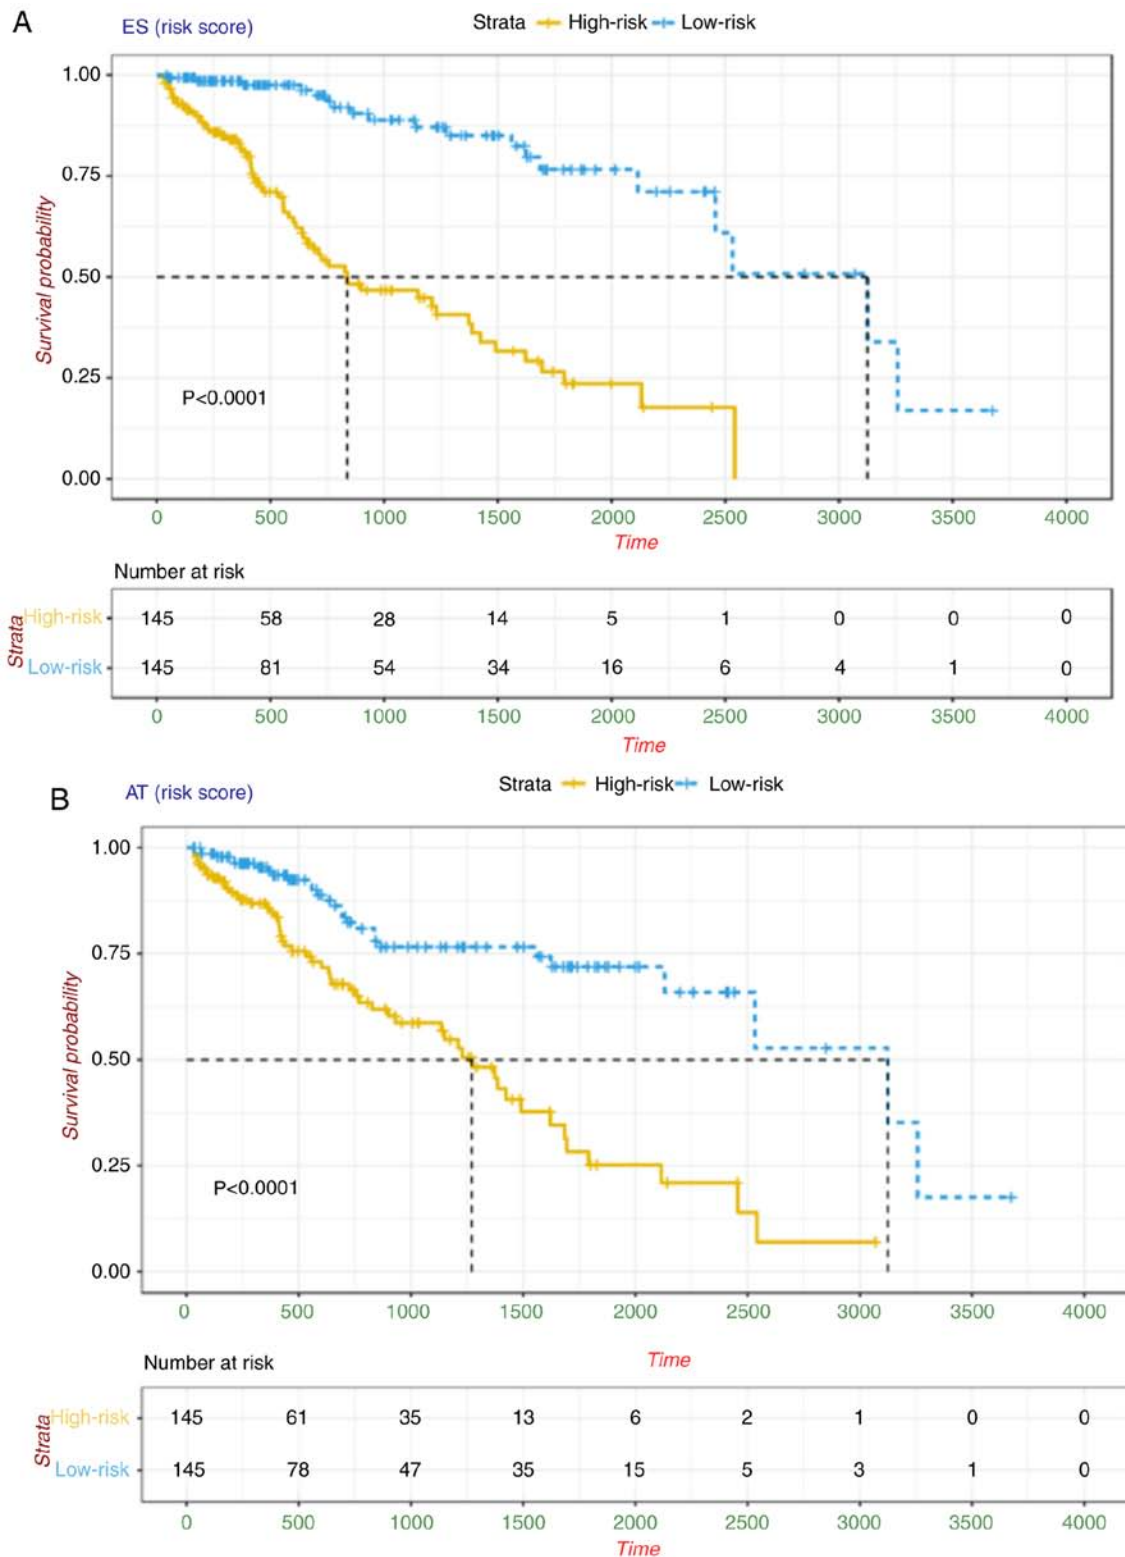 A
ES (risk score)
Strata High-risk Low-risk
1.00
0.75
0.50
0.25
0.00
Survival probability
P<0.0001
0 500 1000 1500 2000 2500 3000 3500 4000
Time
Number at risk
Strata
High-risk 145 58 28 14 5 1 0 0 0
Low-risk 145 81 54 34 16 6 4 1 0
0 500 1000 1500 2000 2500 3000 3500 4000
Time
B
AT (risk score)
Strata High-risk Low-risk
1.00
0.75
0.50
0.25
0.00
Survival probability
P<0.0001
0 500 1000 1500 2000 2500 3000 3500 4000
Time
Number at risk
Strata
High-risk 145 61 35 13 6 2 1 0 0
Low-risk 145 78 47 35 15 5 3 1 0
0 500 1000 1500 2000 2500 3000 3500 4000
Time